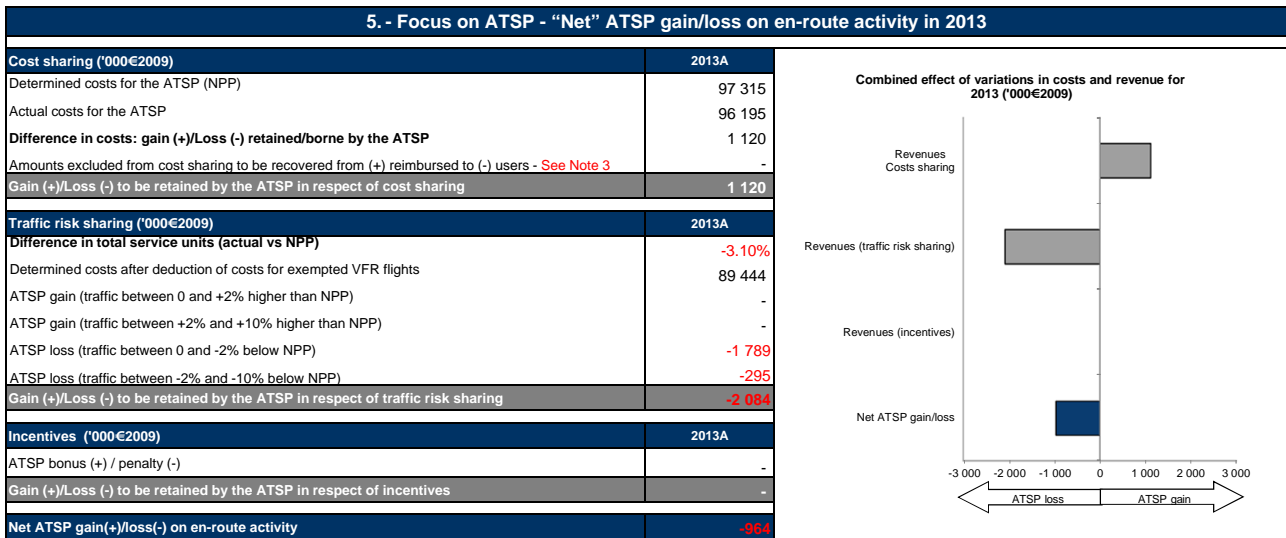 5. - Focus on ATSP - “Net” ATSP gain/loss on en-route activity in 2013
Cost sharing ('000€2009) 2013A
Determined costs for the ATSP (NPP) 97 315
Actual costs for the ATSP 96 195
Difference in costs: gain (+)/Loss (-) retained/borne by the ATSP 1 120
Amounts excluded from cost sharing to be recovered from (+) reimbursed to (-) users - See Note 3 -
Gain (+)/Loss (-) to be retained by the ATSP in respect of cost sharing 1 120
Traffic risk sharing ('000€2009) 2013A
Difference in total service units (actual vs NPP) -3.10%
Determined costs after deduction of costs for exempted VFR flights 89 444
ATSP gain (traffic between 0 and +2% higher than NPP) -
ATSP gain (traffic between +2% and +10% higher than NPP) -
ATSP loss (traffic between 0 and -2% below NPP) -1 789
ATSP loss (traffic between -2% and -10% below NPP) -295
Gain (+)/Loss (-) to be retained by the ATSP in respect of traffic risk sharing -2 084
Incentives ('000€2009) 2013A
ATSP bonus (+) / penalty (-) -
Gain (+)/Loss (-) to be retained by the ATSP in respect of incentives -
Net ATSP gain(+)/loss(-) on en-route activity -964
Combined effect of variations in costs and revenue for
2013 ('000€2009)
Revenues
Costs sharing
Revenues (traffic risk sharing)
Revenues (incentives)
Net ATSP gain/loss
-3 000 -2 000 -1 000 0 1 000 2 000 3 000
ATSP loss ATSP gain